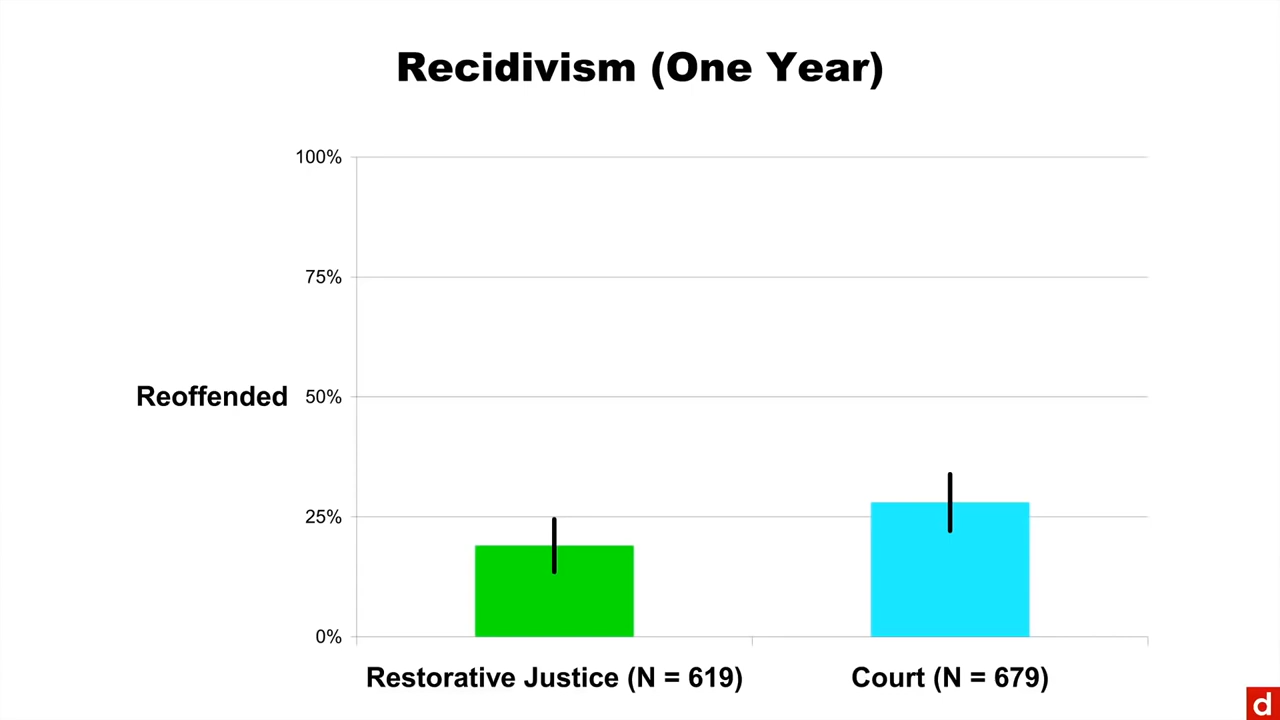 Recidivism (One Year)
100%
75%
Reoffended 50%
25%
0%
Restorative Justice (N = 619) Court (N = 679)
d